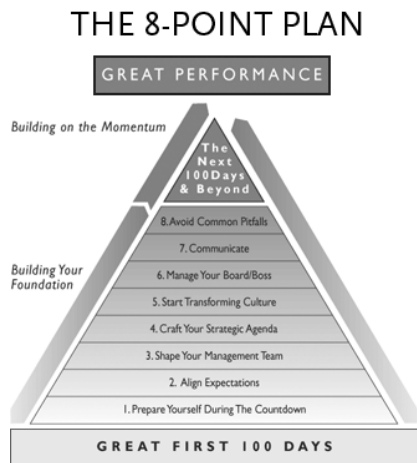 THE 8-POINT PLAN
GREAT PERFORMANCE
Building on the Momentum
The
Next
100Days
& Beyond
8. Avoid Common Pitfalls
7. Communicate
6. Manage Your Board/Boss
Building Your
Foundation
5. Start Transforming Culture
4. Craft Your Strategic Agenda
3. Shape Your Management Team
2. Align Expectations
1. Prepare Yourself During The Countdown
GREAT FIRST 100 DAYS